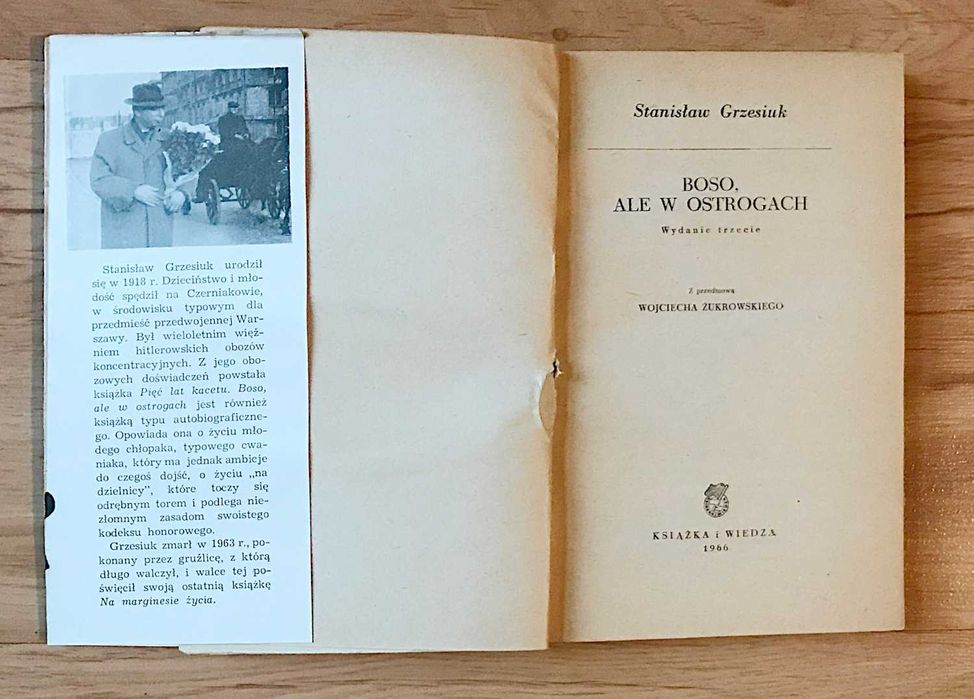 Stanisław Grzesiuk urodził
się w 1918 r. Dzieciństwo i mło-
dość spędził na Czerniakowie,
w środowisku typowym dla
przedmieść przedwojennej War-
szawy. Był wieloletnim więź-
niem hitlerowskich obozów
koncentracyjnych. Z jego obo-
zowych doświadczeń powstała
książka Pięć lat kacetu. Boso,
ale w ostrogach jest również
książką typu autobiograficzne-
go. Opowiada ona o życiu mło-
dego chłopaka, typowego cwa-
niaka, który ma jednak ambicje
do czegoś dojść, o życiu „na
dzielnicy”, które toczy się
odrębnym torem i podlega nie-
złomnym zasadom swoistego
kodeksu honorowego.
Grzesiuk zmarł w 1963 r., po-
konany przez gruźlicę, z którą
długo walczył, i walce tej po-
święcił swoją ostatnią książkę
Na marginesie życia.
Stanisław Grzesiuk
BOSO,
ALE W OSTROGACH
Wydanie trzecie
Z przedmową
WOJCIECHA ŻUKROWSKIEGO
KSIĄŻKA i WIEDZA
1966